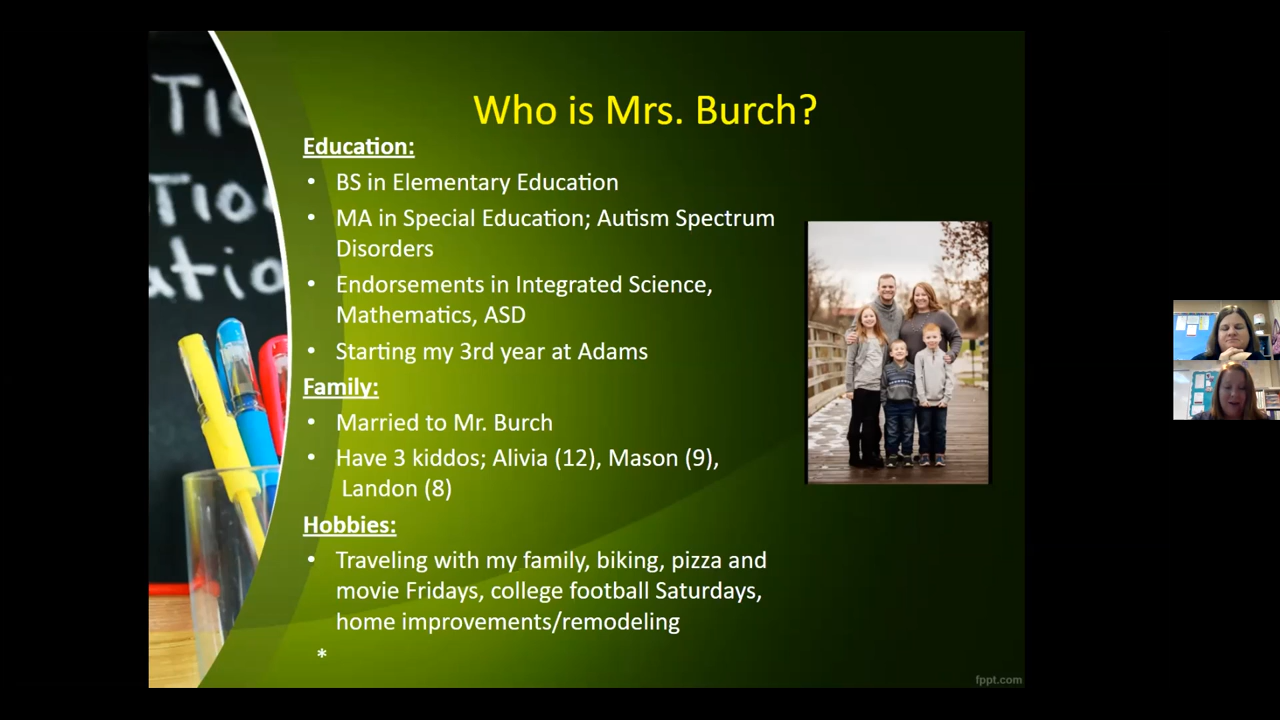 Who is Mrs. Burch?
Education:
• BS in Elementary Education
• MA in Special Education; Autism Spectrum
Disorders
• Endorsements in Integrated Science,
Mathematics, ASD
• Starting my 3rd year at Adams
Family:
• Married to Mr. Burch
• Have 3 kiddos; Alivia (12), Mason (9),
Landon (8)
Hobbies:
• Traveling with my family, biking, pizza and
movie Fridays, college football Saturdays,
home improvements/remodeling
*
fppt.com